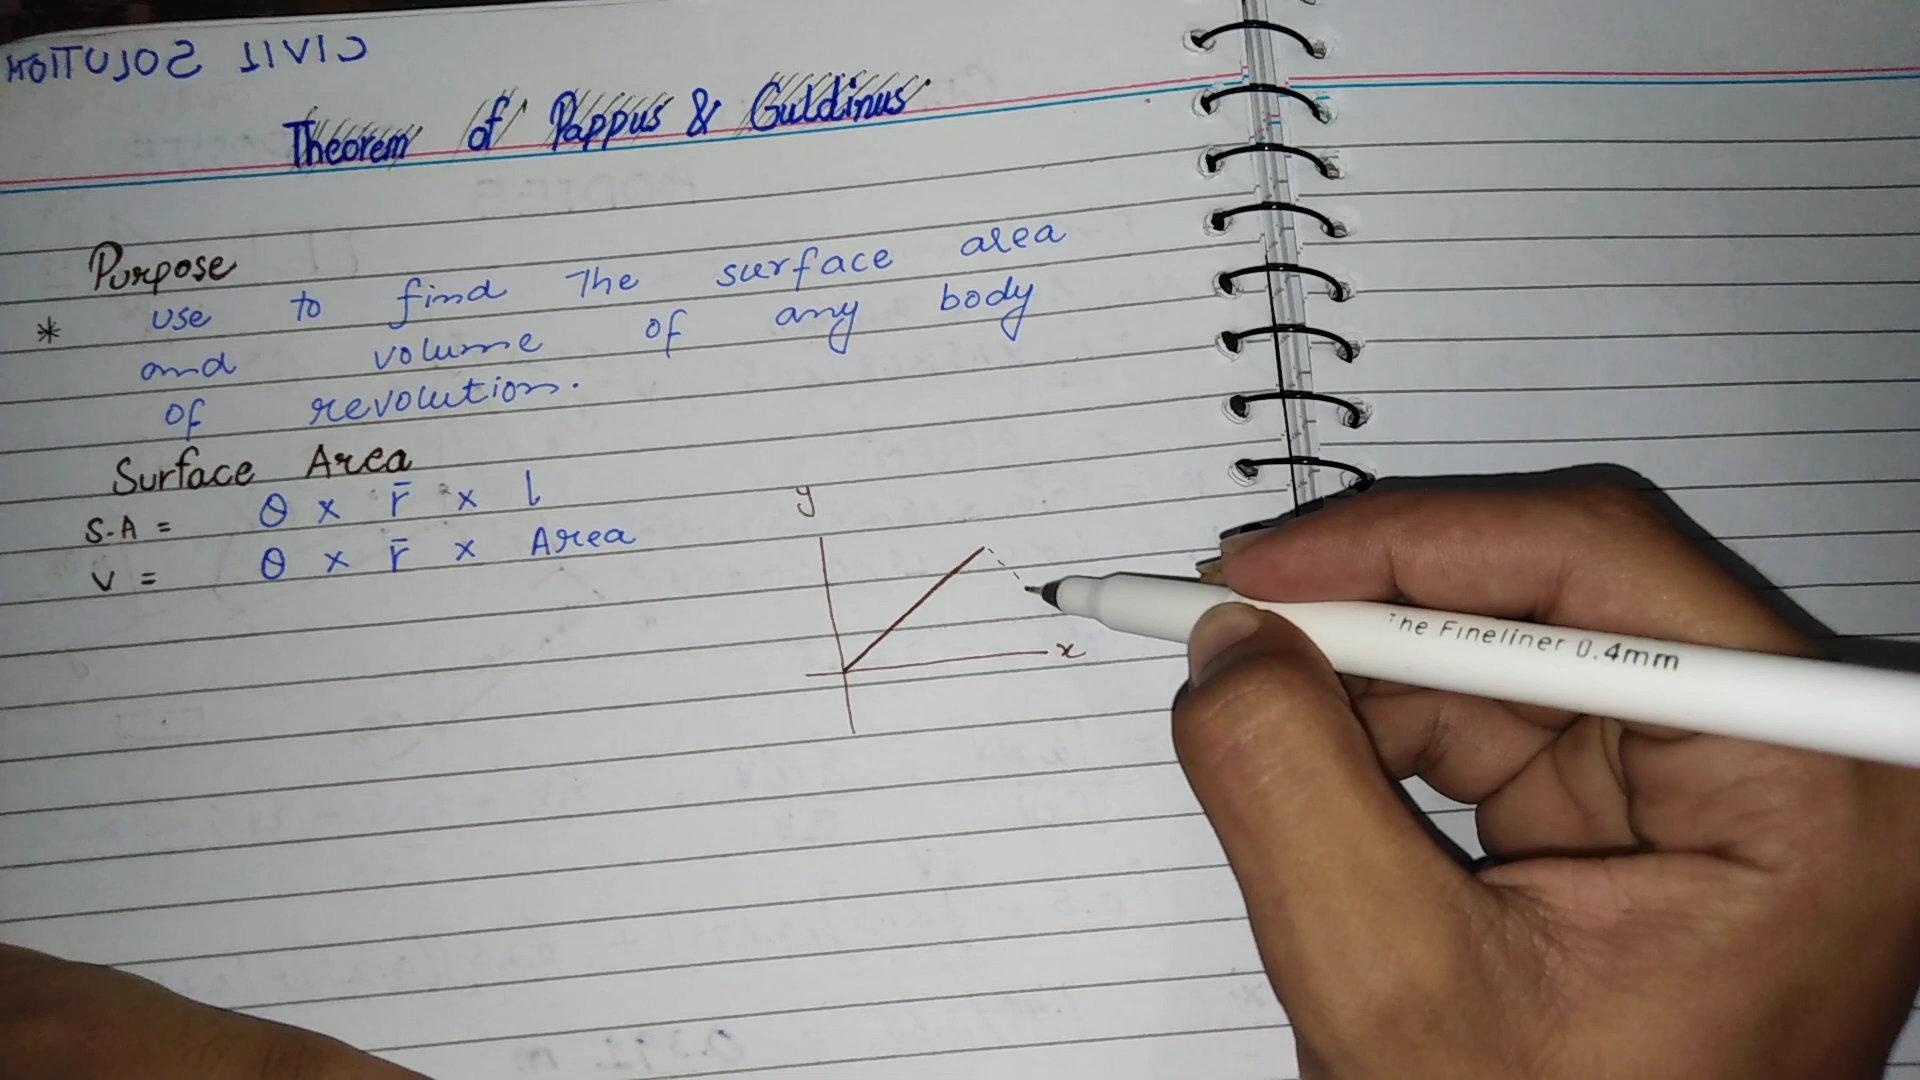 CIVIL SOLUTION
Theorem of Pappus & Guldinus
Purpose
* use to find The surface area
and volume of any body
of revolution.
Surface Area
S.A = θ × r̄ × l
V = θ × r̄ × Area
y
x
The Fineliner 0.4mm